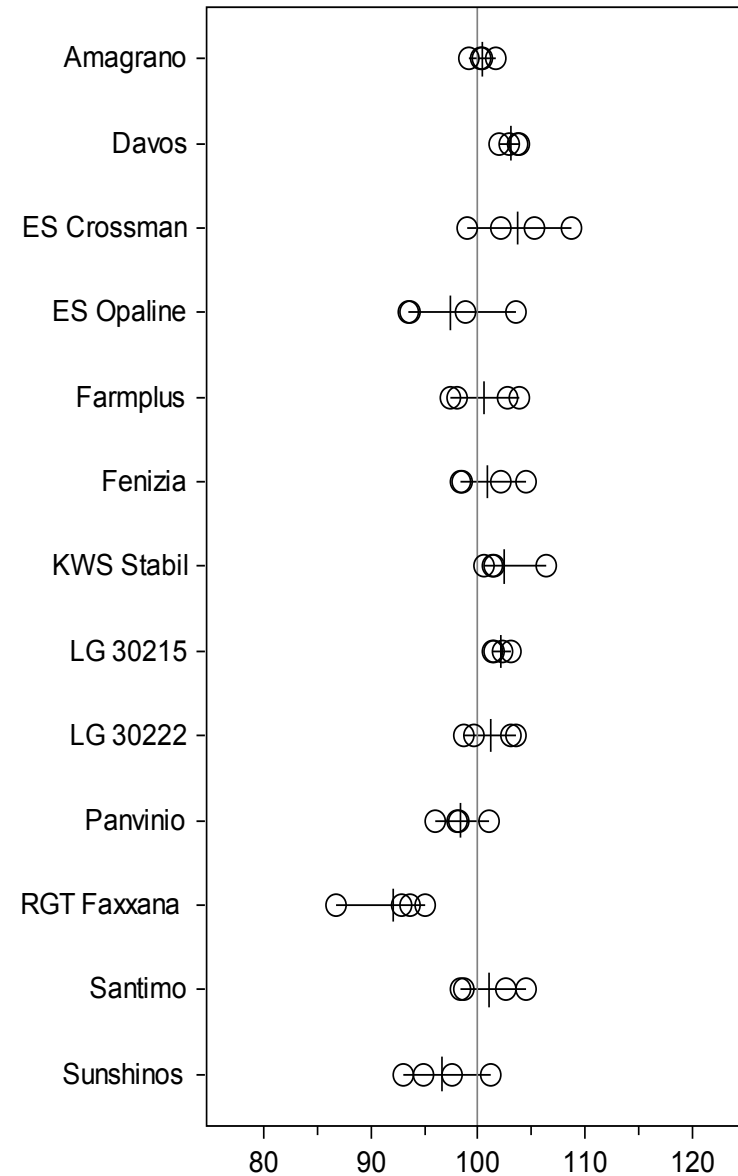 Amagrano
Davos
ES Crossman
ES Opaline
Farmplus
Fenizia
KWS Stabil
LG 30215
LG 30222
Panvinio
RGT Faxxana
Santimo
Sunshinos
80 90 100 110 120